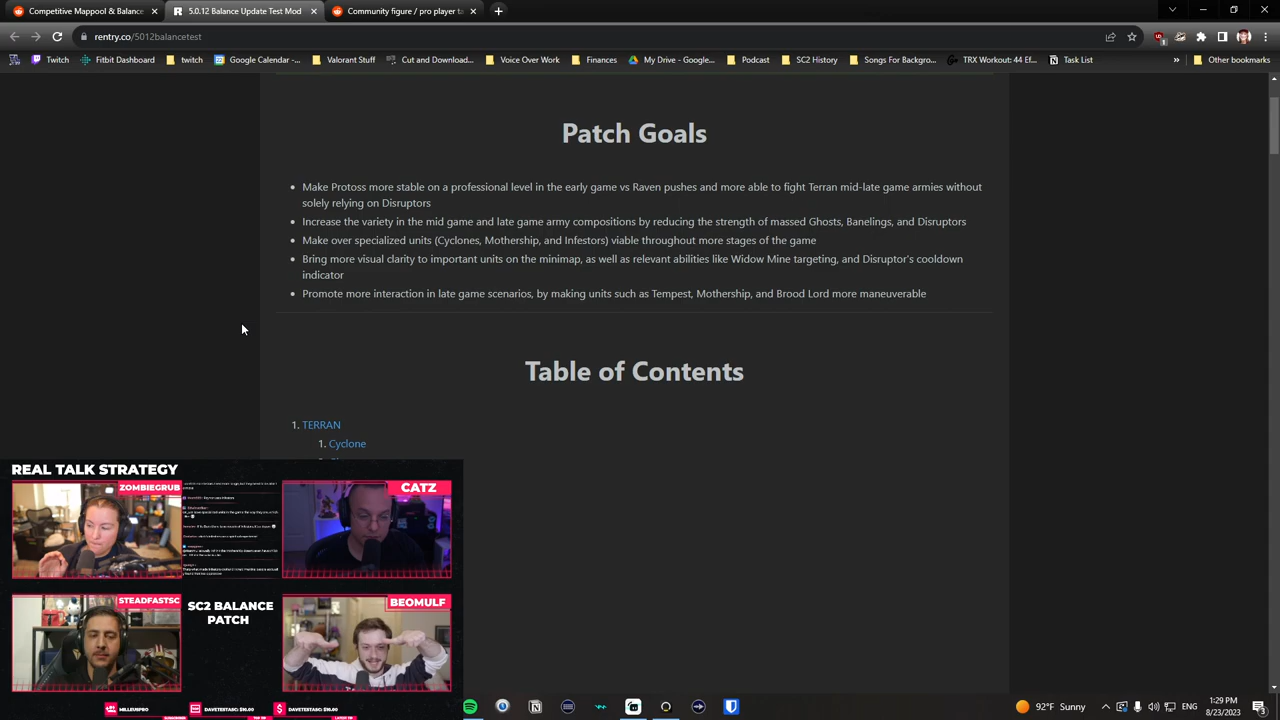 Competitive Mappool & Balance
5.0.12 Balance Update Test Mod
Community figure / pro player ta
rentry.co/5012balancetest
Twitch
Fitbit Dashboard
twitch
Google Calendar -...
Valorant Stuff
Cut and Download...
Voice Over Work
Finances
My Drive - Google...
Podcast
SC2 History
Songs For Backgro...
TRX Workout: 44 Ef...
Task List
Other bookmarks
Patch Goals
Make Protoss more stable on a professional level in the early game vs Raven pushes and more able to fight Terran mid-late game armies without
solely relying on Disruptors
Increase the variety in the mid game and late game army compositions by reducing the strength of massed Ghosts, Banelings, and Disruptors
Make over specialized units (Cyclones, Mothership, and Infestors) viable throughout more stages of the game
Bring more visual clarity to important units on the minimap, as well as relevant abilities like Widow Mine targeting, and Disruptor's cooldown
indicator
Promote more interaction in late game scenarios, by making units such as Tempest, Mothership, and Brood Lord more maneuverable
Table of Contents
1. TERRAN
1. Cyclone
REAL TALK STRATEGY
ZOMBIEGRUB
CATZ
STEADFASTSC
SC2 BALANCE
PATCH
BEOMULF
MILLEUSPRO
DAVETESTASC: $10.00
DAVETESTASC: $10.00
92°F Sunny
1:29 PM
8/23/2023